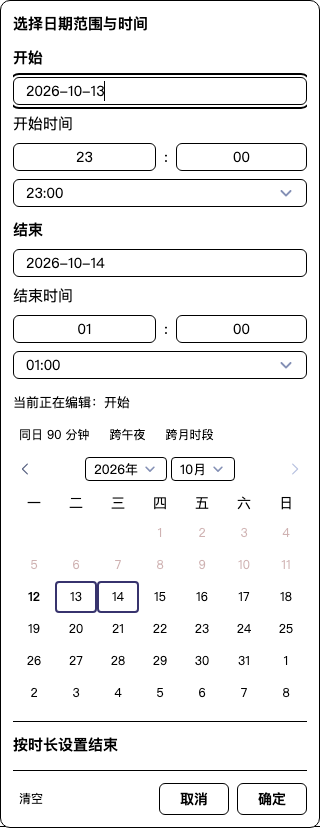 选择日期范围与时间
开始
2026–10–13
开始时间
23 : 00
23:00
结束
2026–10–14
结束时间
01 : 00
01:00
当前正在编辑：开始
同日 90 分钟 跨午夜 跨月时段
2026年 10月
一 二 三 四 五 六 日
1 2 3 4
5 6 7 8 9 10 11
12 13 14 15 16 17 18
19 20 21 22 23 24 25
26 27 28 29 30 31 1
2 3 4 5 6 7 8
按时长设置结束
清空 取消 确定